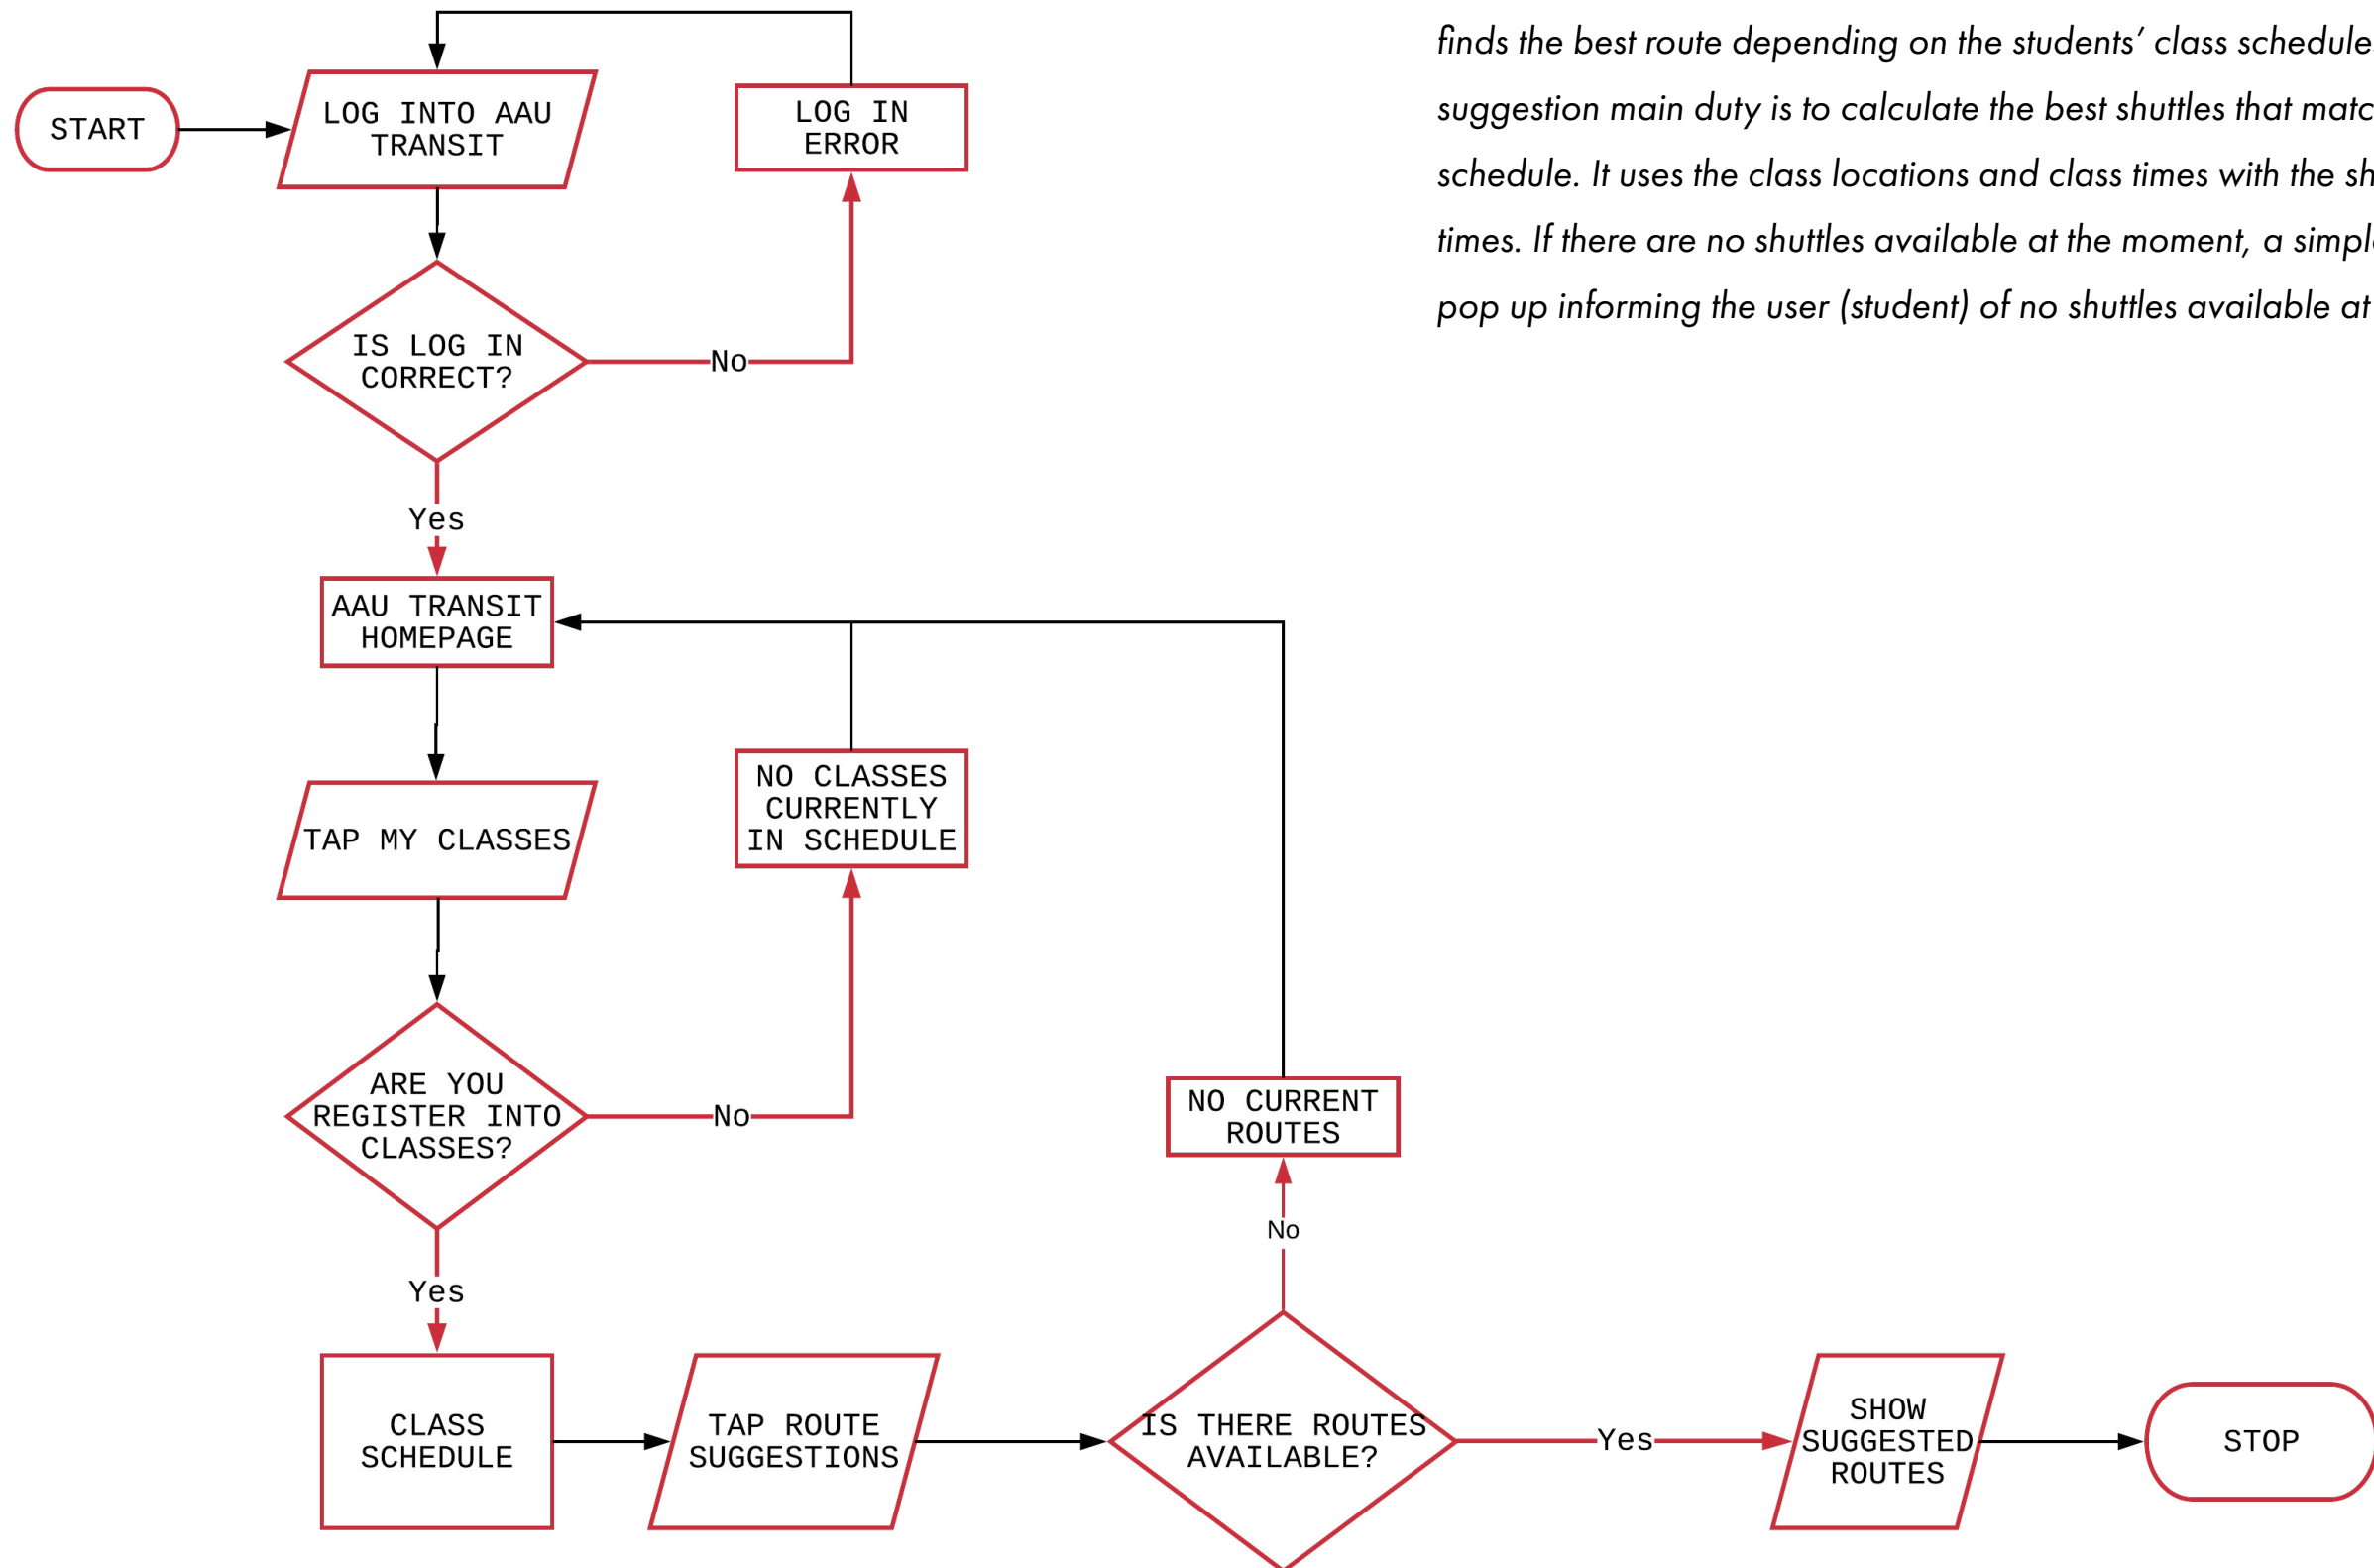 finds the best route depending on the students’ class schedule
suggestion main duty is to calculate the best shuttles that
schedule. It uses the class locations and class times with the
times. If there are no shuttles available at the moment, a
pop up informing the user (student) of no shuttles available at
START
LOG INTO AAU
TRANSIT
LOG IN
ERROR
IS LOG IN
CORRECT?
No
Yes
AAU TRANSIT
HOMEPAGE
TAP MY CLASSES
NO CLASSES
CURRENTLY
IN SCHEDULE
ARE YOU
REGISTER INTO
CLASSES?
No
Yes
NO CURRENT
ROUTES
No
CLASS
SCHEDULE
TAP ROUTE
SUGGESTIONS
IS THERE ROUTES
AVAILABLE?
Yes
SHOW
SUGGESTED
ROUTES
STOP